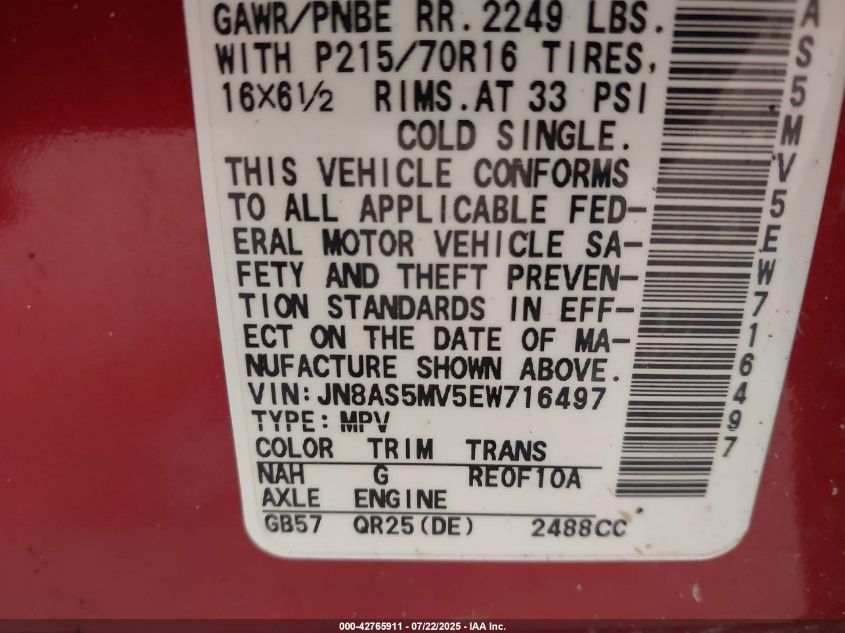 GAWR/PNBE RR. 2249 LBS.
WITH P215/70R16 TIRES,
16X6½ RIMS. AT 33 PSI
COLD SINGLE.
THIS VEHICLE CONFORMS
TO ALL APPLICABLE FED-
ERAL MOTOR VEHICLE SA-
FETY AND THEFT PREVEN-
TION STANDARDS IN EFF-
ECT ON THE DATE OF MA-
NUFACTURE SHOWN ABOVE.
VIN: JN8AS5MV5EW716497
TYPE: MPV
COLOR TRIM TRANS
NAH G RE0F10A
AXLE ENGINE
GB57 QR25(DE) 2488CC
AS5MV5EW716497
000-42765911 - 07/22/2025 - IAA Inc.